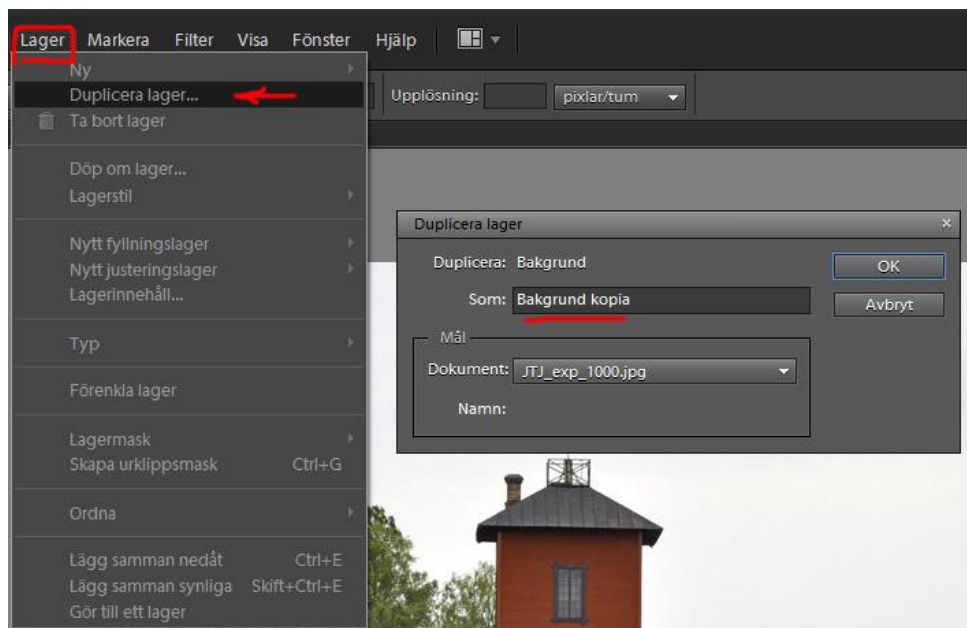 Lager Markera Filter Visa Fönster Hjälp
Ny
Duplicera lager...
Ta bort lager
Döp om lager...
Lagerstil
Nytt fyllningslager
Nytt justeringslager
Lagerinnehåll...
Typ
Förenkla lager
Lagermask
Skapa urklippsmask Ctrl+G
Ordna
Lägg samman nedåt Ctrl+E
Lägg samman synliga Skift+Ctrl+E
Gör till ett lager
Upplösning: pixlar/tum
Duplicera lager
Duplicera: Bakgrund
OK
Som: Bakgrund kopia
Avbryt
Mål
Dokument: JTJ_exp_1000.jpg
Namn: